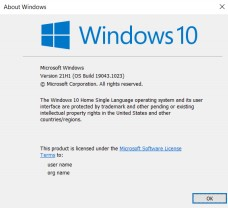 About Windows
Windows 10
Microsoft Windows
Version 21H1 (OS Build 19043.1023)
© Microsoft Corporation. All rights reserved.
The Windows 10 Home Single Language operating system and its user
interface are protected by trademark and other pending or existing
intellectual property rights in the United States and other
countries/regions.
This product is licensed under the Microsoft Software License
Terms to:
user name
org name
OK